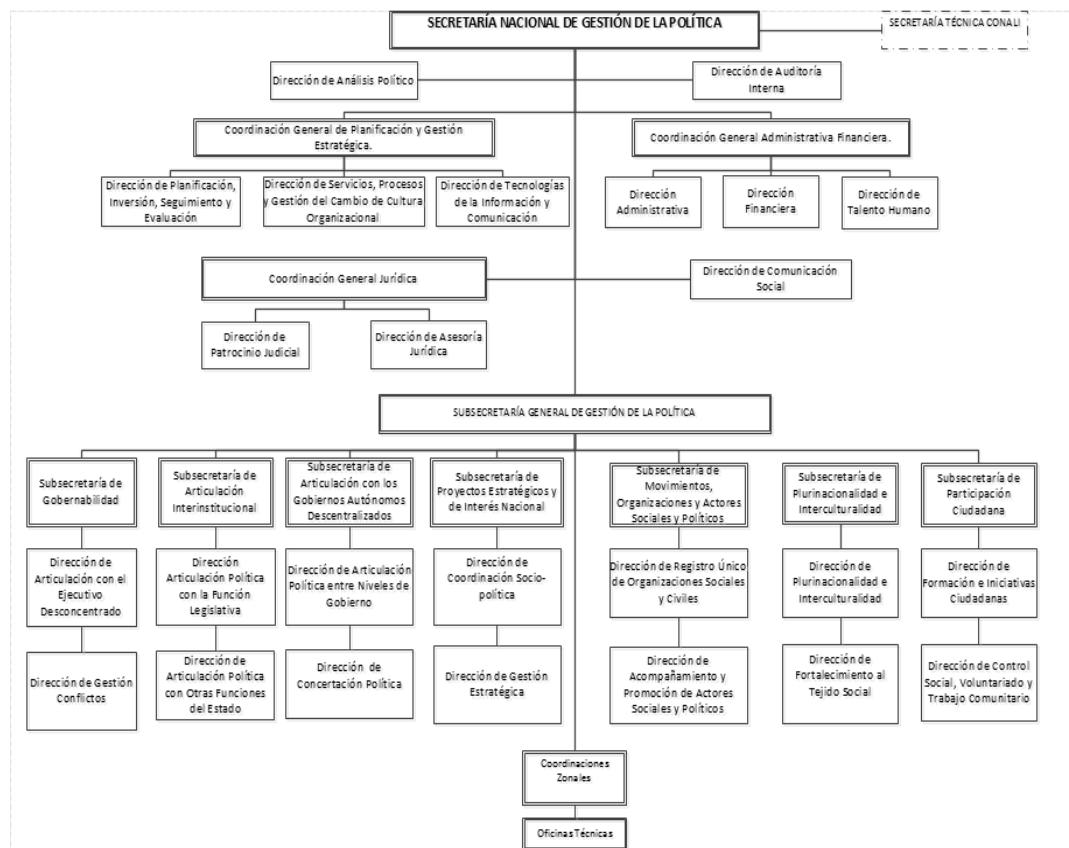 SECRETARÍA NACIONAL DE GESTIÓN DE LA POLÍTICA
SECRETARÍA TÉCNICA CONALI
Dirección de Análisis Político
Dirección de Auditoría
Interna
Coordinación General de Planificación y Gestión
Estratégica.
Coordinación General Administrativa Financiera.
Dirección de Planificación,
Inversión, Seguimiento y
Evaluación
Dirección de Servicios, Procesos
y Gestión del Cambio de Cultura
Organizacional
Dirección de Tecnologías
de la Información y
Comunicación
Dirección
Administrativa
Dirección
Financiera
Dirección de
Talento Humano
Coordinación General Jurídica
Dirección de Comunicación
Social
Dirección de
Patrocinio Judicial
Dirección de Asesoría
Jurídica
SUBSECRETARÍA GENERAL DE GESTIÓN DE LA POLÍTICA
Subsecretaría de
Gobernabilidad
Subsecretaría de
Articulación
Interinstitucional
Subsecretaría de
Articulación con los
Gobiernos Autónomos
Descentralizados
Subsecretaría de
Proyectos Estratégicos y
de Interés Nacional
Subsecretaría de
Movimientos,
Organizaciones y Actores
Sociales y Políticos
Subsecretaría de
Plurinacionalidad e
Interculturalidad
Subsecretaría de
Participación
Ciudadana
Dirección de
Articulación con el
Ejecutivo
Desconcentrado
Dirección
Articulación Política
con la Función
Legislativa
Dirección de Articulación
Política entre Niveles de
Gobierno
Dirección de
Coordinación Socio-
política
Dirección de Registro Único
de Organizaciones Sociales
y Civiles
Dirección de
Plurinacionalidad e
Interculturalidad
Dirección de
Formación e Iniciativas
Ciudadanas
Dirección de Gestión
Conflictos
Dirección de
Articulación Política
con Otras Funciones
del Estado
Dirección de
Concertación Política
Dirección de Gestión
Estratégica
Dirección de
Acompañamiento y
Promoción de Actores
Sociales y Políticos
Dirección de
Fortalecimiento al
Tejido Social
Dirección de Control
Social, Voluntariado y
Trabajo Comunitario
Coordinaciones
Zonales
Oficinas Técnicas